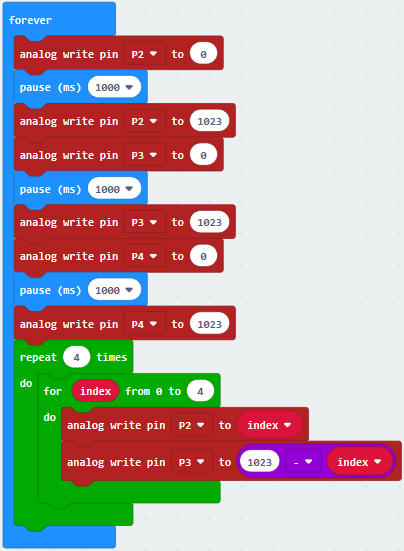 forever
analog write pin P2 to 0
pause (ms) 1000
analog write pin P2 to 1023
analog write pin P3 to 0
pause (ms) 1000
analog write pin P3 to 1023
analog write pin P4 to 0
pause (ms) 1000
analog write pin P4 to 1023
repeat 4 times
do
for index from 0 to 4
do
analog write pin P2 to index
analog write pin P3 to 1023 - index